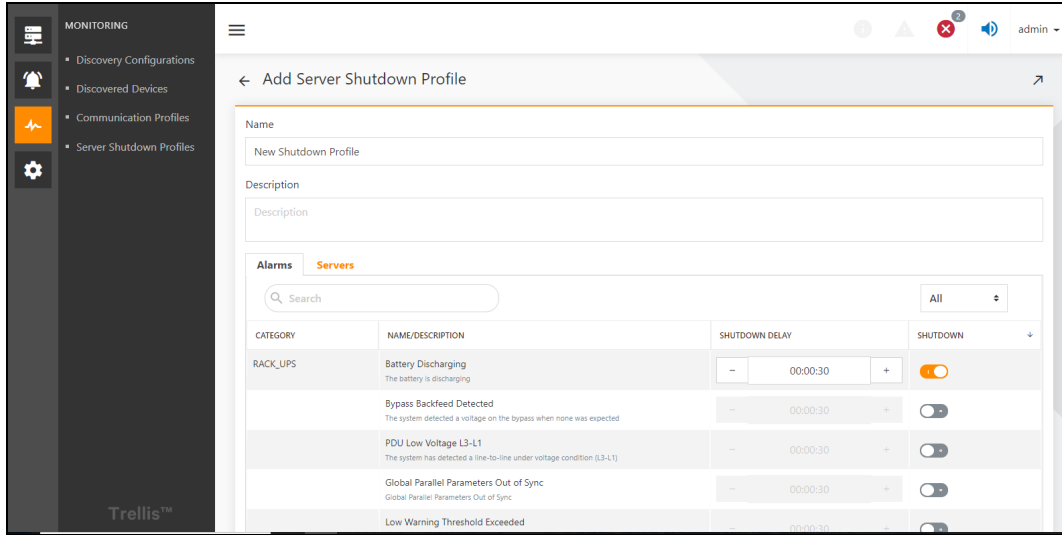 MONITORING
Discovery Configurations
Discovered Devices
Communication Profiles
Server Shutdown Profiles
Trellis™
2
admin
Add Server Shutdown Profile
Name
New Shutdown Profile
Description
Description
Alarms Servers
Search
All
CATEGORY NAME/DESCRIPTION SHUTDOWN DELAY SHUTDOWN
RACK_UPS Battery Discharging − 00:00:30 +
The battery is discharging
Bypass Backfeed Detected − 00:00:30 +
The system detected a voltage on the bypass when none was expected
PDU Low Voltage L3-L1 − 00:00:30 +
The system has detected a line-to-line under voltage condition (L3-L1)
Global Parallel Parameters Out of Sync − 00:00:30 +
Global Parallel Parameters Out of Sync
Low Warning Threshold Exceeded − 00:00:30 +